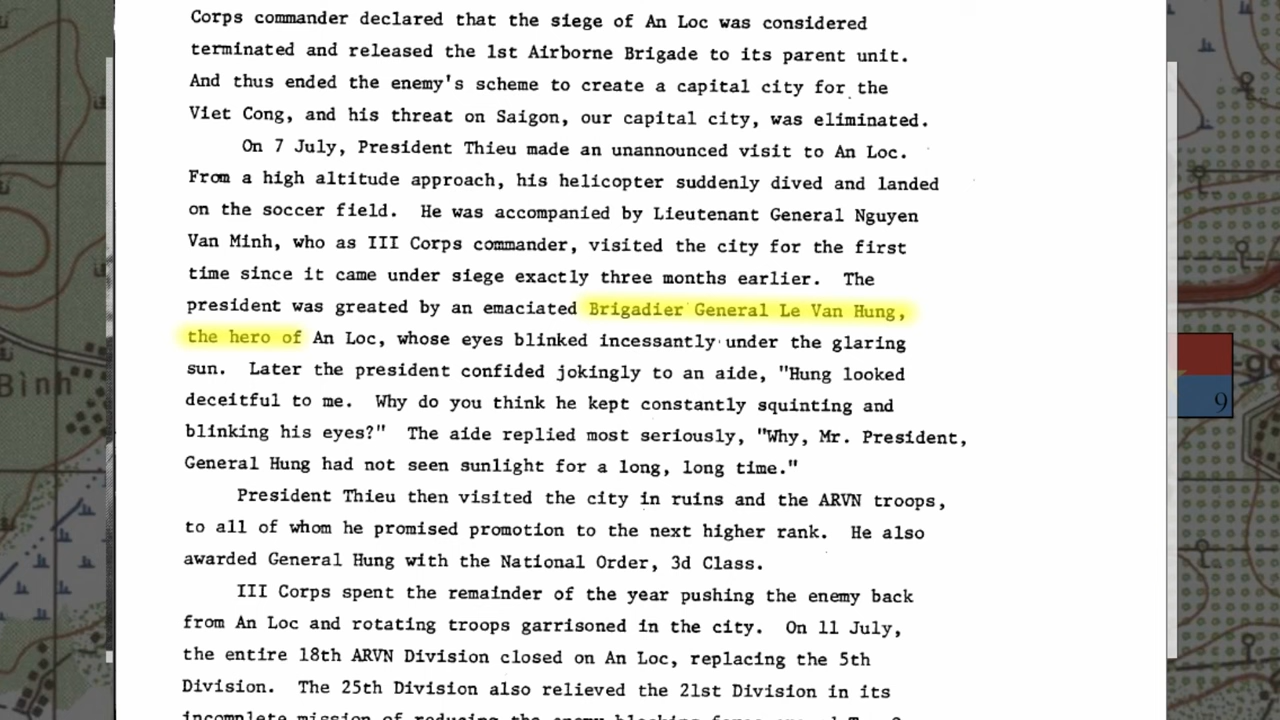 Corps commander declared that the siege of An Loc was considered
terminated and released the 1st Airborne Brigade to its parent unit.
And thus ended the enemy's scheme to create a capital city for the
Viet Cong, and his threat on Saigon, our capital city, was eliminated.
On 7 July, President Thieu made an unannounced visit to An Loc.
From a high altitude approach, his helicopter suddenly dived and landed
on the soccer field. He was accompanied by Lieutenant General Nguyen
Van Minh, who as III Corps commander, visited the city for the first
time since it came under siege exactly three months earlier. The
president was greated by an emaciated Brigadier General Le Van Hung,
the hero of An Loc, whose eyes blinked incessantly under the glaring
sun. Later the president confided jokingly to an aide, "Hung looked
deceitful to me. Why do you think he kept constantly squinting and
blinking his eyes?" The aide replied most seriously, "Why, Mr. President,
General Hung had not seen sunlight for a long, long time."
President Thieu then visited the city in ruins and the ARVN troops,
to all of whom he promised promotion to the next higher rank. He also
awarded General Hung with the National Order, 3d Class.
III Corps spent the remainder of the year pushing the enemy back
from An Loc and rotating troops garrisoned in the city. On 11 July,
the entire 18th ARVN Division closed on An Loc, replacing the 5th
Division. The 25th Division also relieved the 21st Division in its
incomplete mission of reducing the enemy blocking force
Bình
9